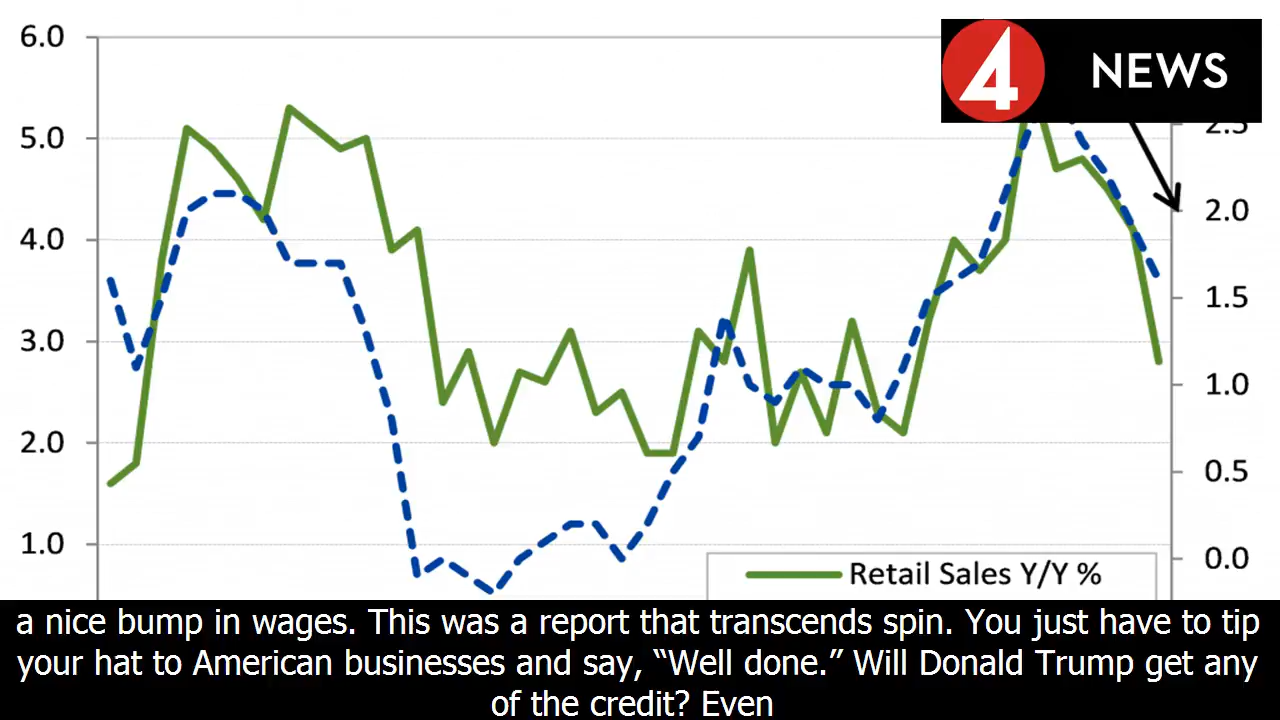 6.0
5.0
4.0
3.0
2.0
1.0
4 NEWS
2.5
2.0
1.5
1.0
0.5
0.0
Retail Sales Y/Y %
a nice bump in wages. This was a report that transcends spin. You just have to tip
your hat to American businesses and say, “Well done.” Will Donald Trump get any
of the credit? Even